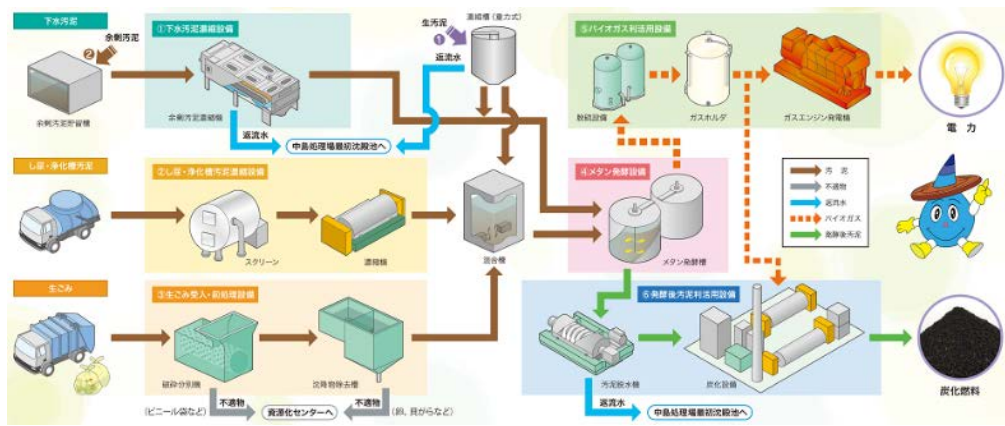 下水汚泥
余剰汚泥
②
余剰汚泥貯留槽
①下水汚泥濃縮設備
余剰汚泥濃縮機
返流水
中島処理場最初沈殿池へ
生汚泥
①
返流水
濃縮槽（重力式）
⑤バイオガス利活用設備
脱硫設備
ガスホルダ
ガスエンジン発電機
電力
し尿・浄化槽汚泥
②し尿・浄化槽汚泥濃縮設備
スクリーン
濃縮機
混合槽
④メタン発酵設備
メタン発酵槽
汚泥
不適物
返流水
バイオガス
発酵後汚泥
生ごみ
③生ごみ受入・前処理設備
破砕分別機
沈降物除去槽
不適物
(ビニール袋など)
資源化センターへ
不適物
(卵、貝がらなど)
⑥発酵後汚泥利活用設備
汚泥脱水機
炭化設備
返流水
中島処理場最初沈殿池へ
炭化燃料